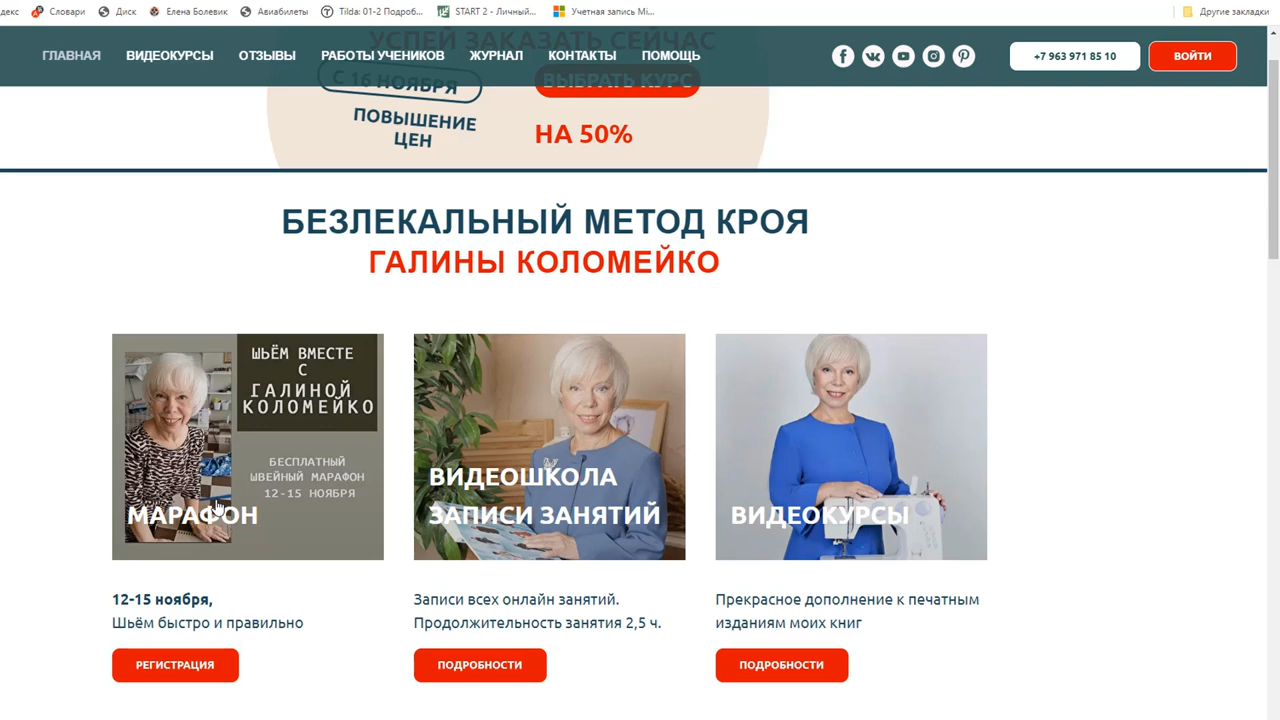 декс
Словари
Диск
Елена Болевик
Авиабилеты
Tilda: 01-2 Подроб...
START 2 - Личный...
Учетная запись Mi...
Другие закладки
УСПЕЙ ЗАКАЗАТЬ СЕЙЧАС
ГЛАВНАЯ
ВИДЕОКУРСЫ
ОТЗЫВЫ
РАБОТЫ УЧЕНИКОВ
ЖУРНАЛ
КОНТАКТЫ
ПОМОЩЬ
+7 963 971 85 10
ВОЙТИ
С 16 НОЯБРЯ
ВЫБРАТЬ КУРС
ПОВЫШЕНИЕ
ЦЕН
НА 50%
БЕЗЛЕКАЛЬНЫЙ МЕТОД КРОЯ
ГАЛИНЫ КОЛОМЕЙКО
ШЬЁМ ВМЕСТЕ
С
ГАЛИНОЙ
КОЛОМЕЙКО
БЕСПЛАТНЫЙ
ШВЕЙНЫЙ МАРАФОН
12-15 НОЯБРЯ
МАРАФОН
12-15 ноября,
Шьём быстро и правильно
РЕГИСТРАЦИЯ
ВИДЕОШКОЛА
ЗАПИСИ ЗАНЯТИЙ
Записи всех онлайн занятий.
Продолжительность занятия 2,5 ч.
ПОДРОБНОСТИ
ВИДЕОКУРСЫ
Прекрасное дополнение к печатным
изданиям моих книг
ПОДРОБНОСТИ